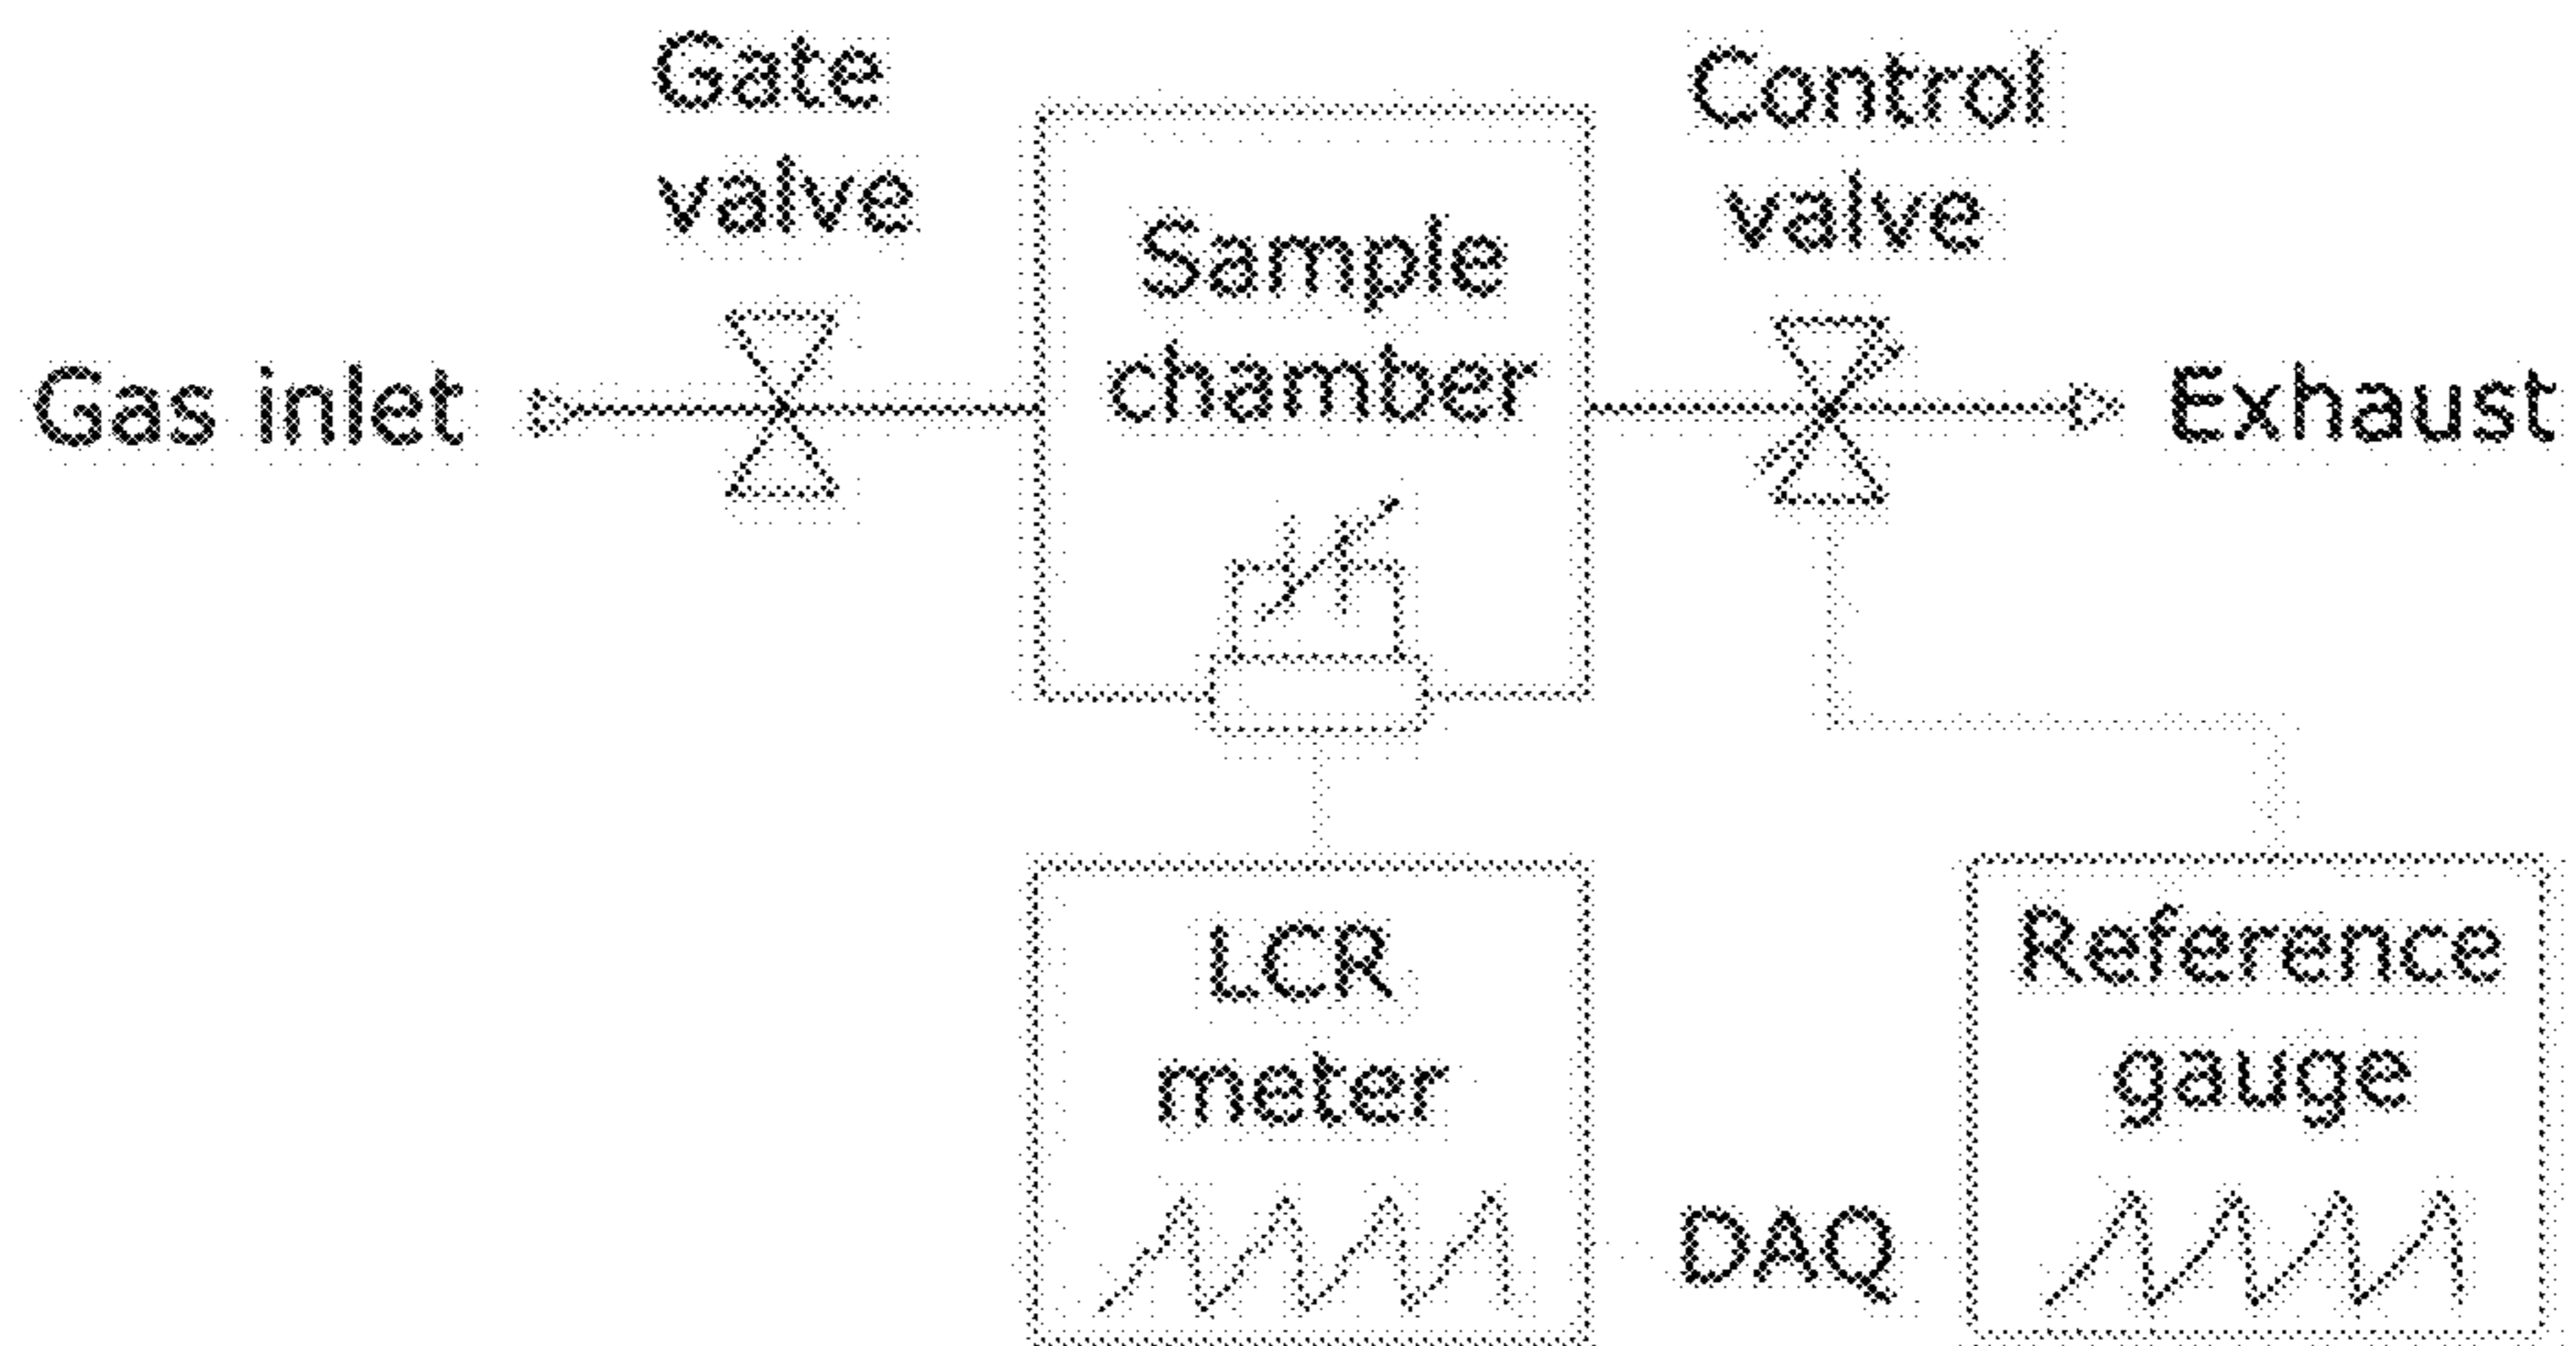 Gate
valve
Control
valve
Sample
chamber
Gas inlet
Exhaust
LCR
meter
Reference
gauge
DAQ